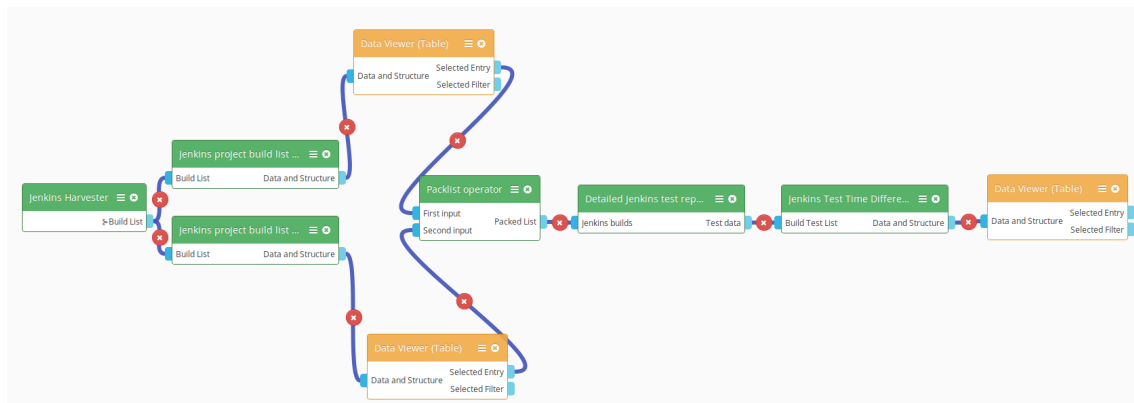 Data Viewer (Table)
Data and Structure
Selected Entry
Selected Filter
Jenkins project build list ...
Build List
Data and Structure
Jenkins Harvester
Build List
Jenkins project build list ...
Build List
Data and Structure
Packlist operator
First input
Second input
Packed List
Detailed Jenkins test rep...
Jenkins builds
Test data
Jenkins Test Time Differe...
Build Test List
Data and Structure
Data Viewer (Table)
Data and Structure
Selected Entry
Selected Filter
Data Viewer (Table)
Data and Structure
Selected Entry
Selected Filter